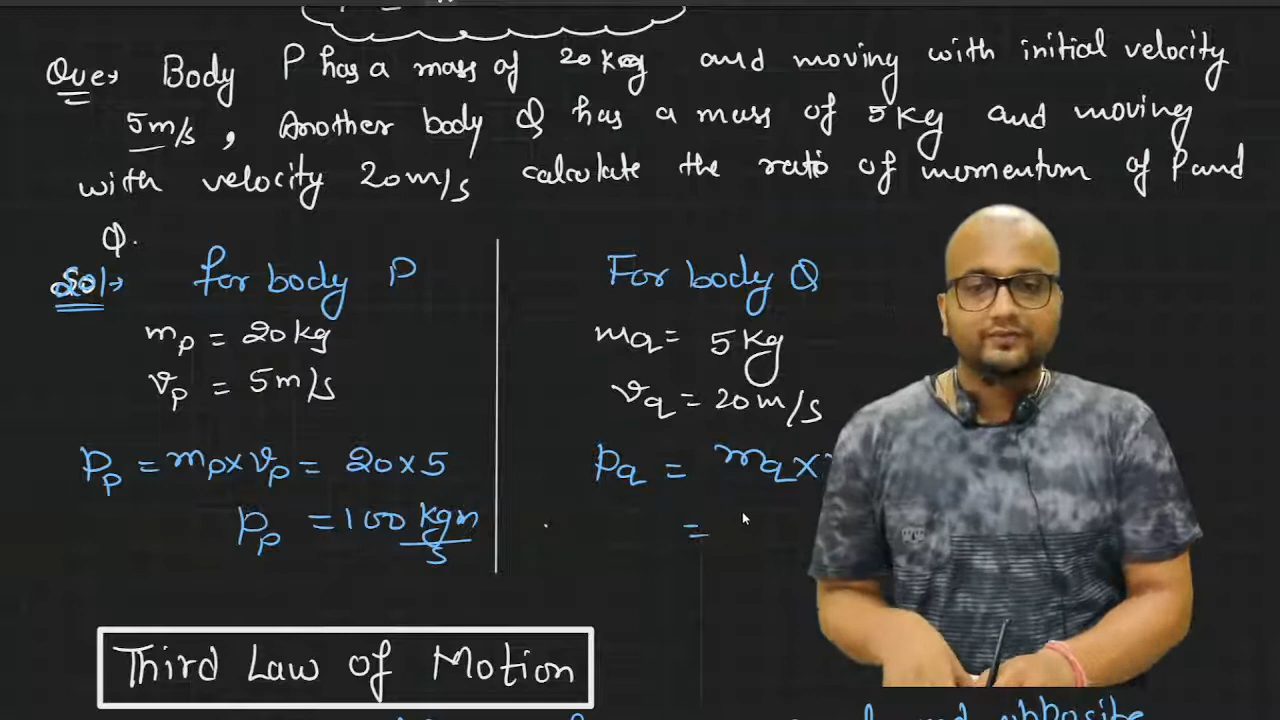 Que→ Body P has a mass of 20 Kg and moving with initial velocity
5m/s, Another body Q has a mass of 5Kg and moving
with velocity 20m/s calculate the ratio of momentum of P and
Q.
Sol→ for body P
mp = 20kg
vp = 5m/s
Pp = mp×vp = 20×5
Pp = 100 kgm/s
For body Q
mq = 5Kg
vq = 20m/s
Pq = mq×
=
Third Law of Motion
opposite